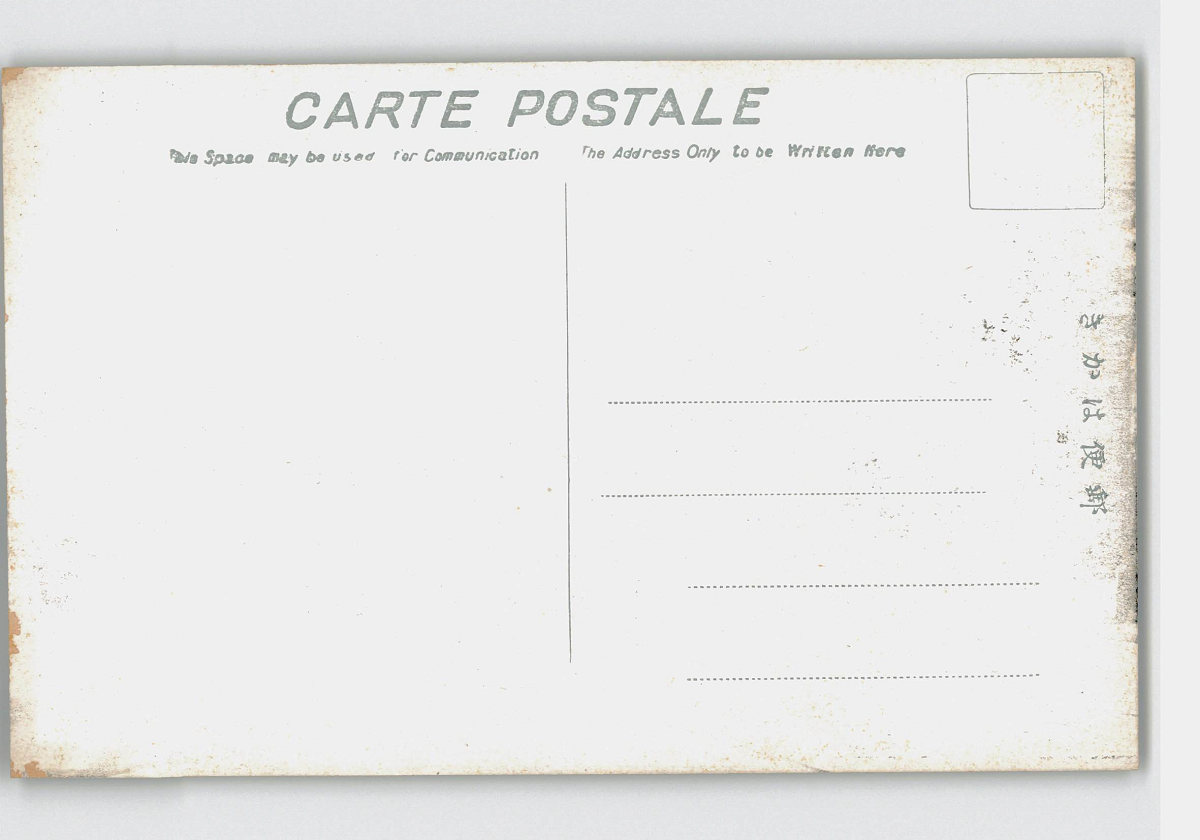 CARTE POSTALE
This Space may be used for Communication
The Address Only to be Written Here
きかは便郵